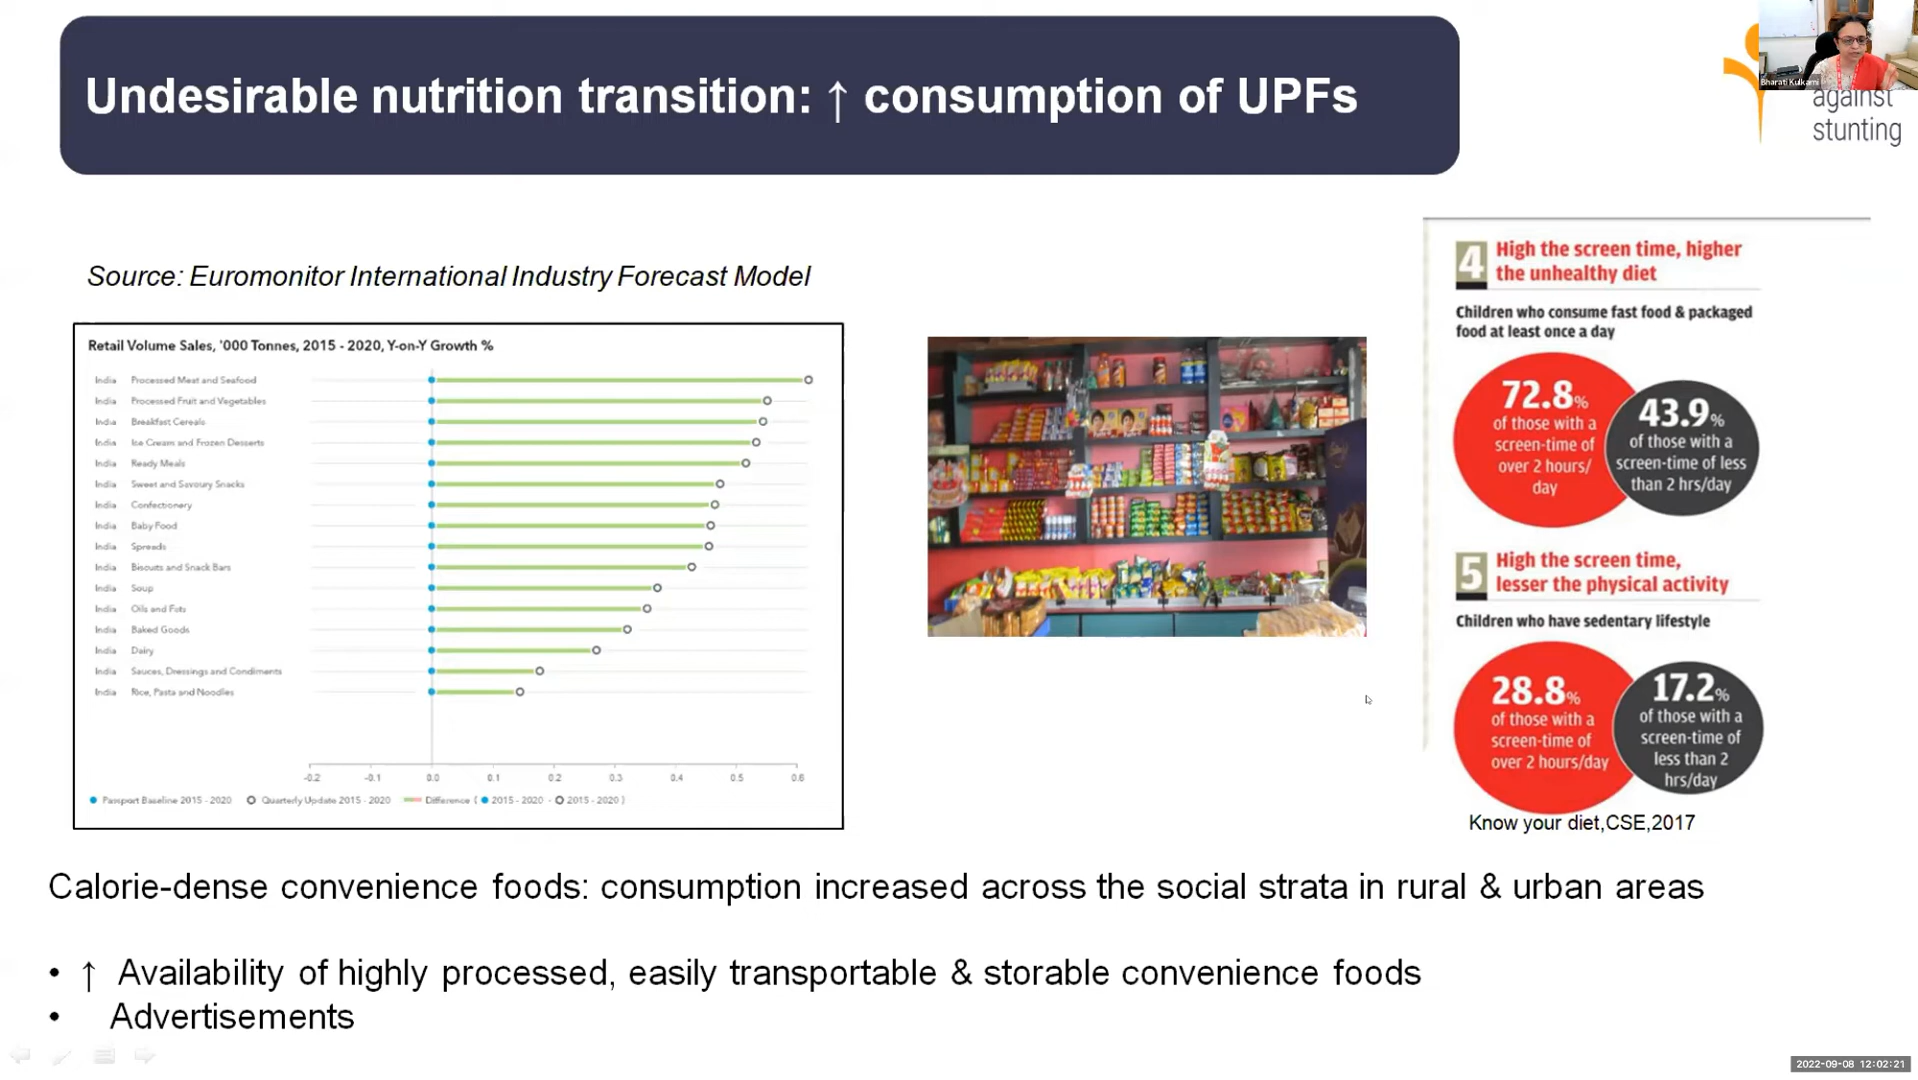 Undesirable nutrition transition: ↑ consumption of UPFs
Bharati Kulkarni
against
stunting
Source: Euromonitor International Industry Forecast Model
Retail Volume Sales, '000 Tonnes, 2015 - 2020, Y-on-Y Growth %
India Processed Meat and Seafood
India Processed Fruit and Vegetables
India Breakfast Cereals
India Ice Cream and Frozen Desserts
India Ready Meals
India Sweet and Savoury Snacks
India Confectionery
India Baby Food
India Spreads
India Biscuits and Snack Bars
India Soup
India Oils and Fats
India Baked Goods
India Dairy
India Sauces, Dressings and Condiments
India Rice, Pasta and Noodles
-0.2 -0.1 0.0 0.1 0.2 0.3 0.4 0.5 0.6
Passport Baseline 2015 - 2020 Quarterly Update 2015 - 2020 Difference ( 2015 - 2020 - 2015 - 2020 )
4 High the screen time, higher
the unhealthy diet
Children who consume fast food & packaged
food at least once a day
72.8%
of those with a
screen-time of
over 2 hours/
day
43.9%
of those with a
screen-time of less
than 2 hrs/day
5 High the screen time,
lesser the physical activity
Children who have sedentary lifestyle
28.8%
of those with a
screen-time of
over 2 hours/day
17.2%
of those with a
screen-time of
less than 2
hrs/day
Know your diet,CSE,2017
Calorie-dense convenience foods: consumption increased across the social strata in rural & urban areas
• ↑ Availability of highly processed, easily transportable & storable convenience foods
• Advertisements
2022-09-08 12:02:21